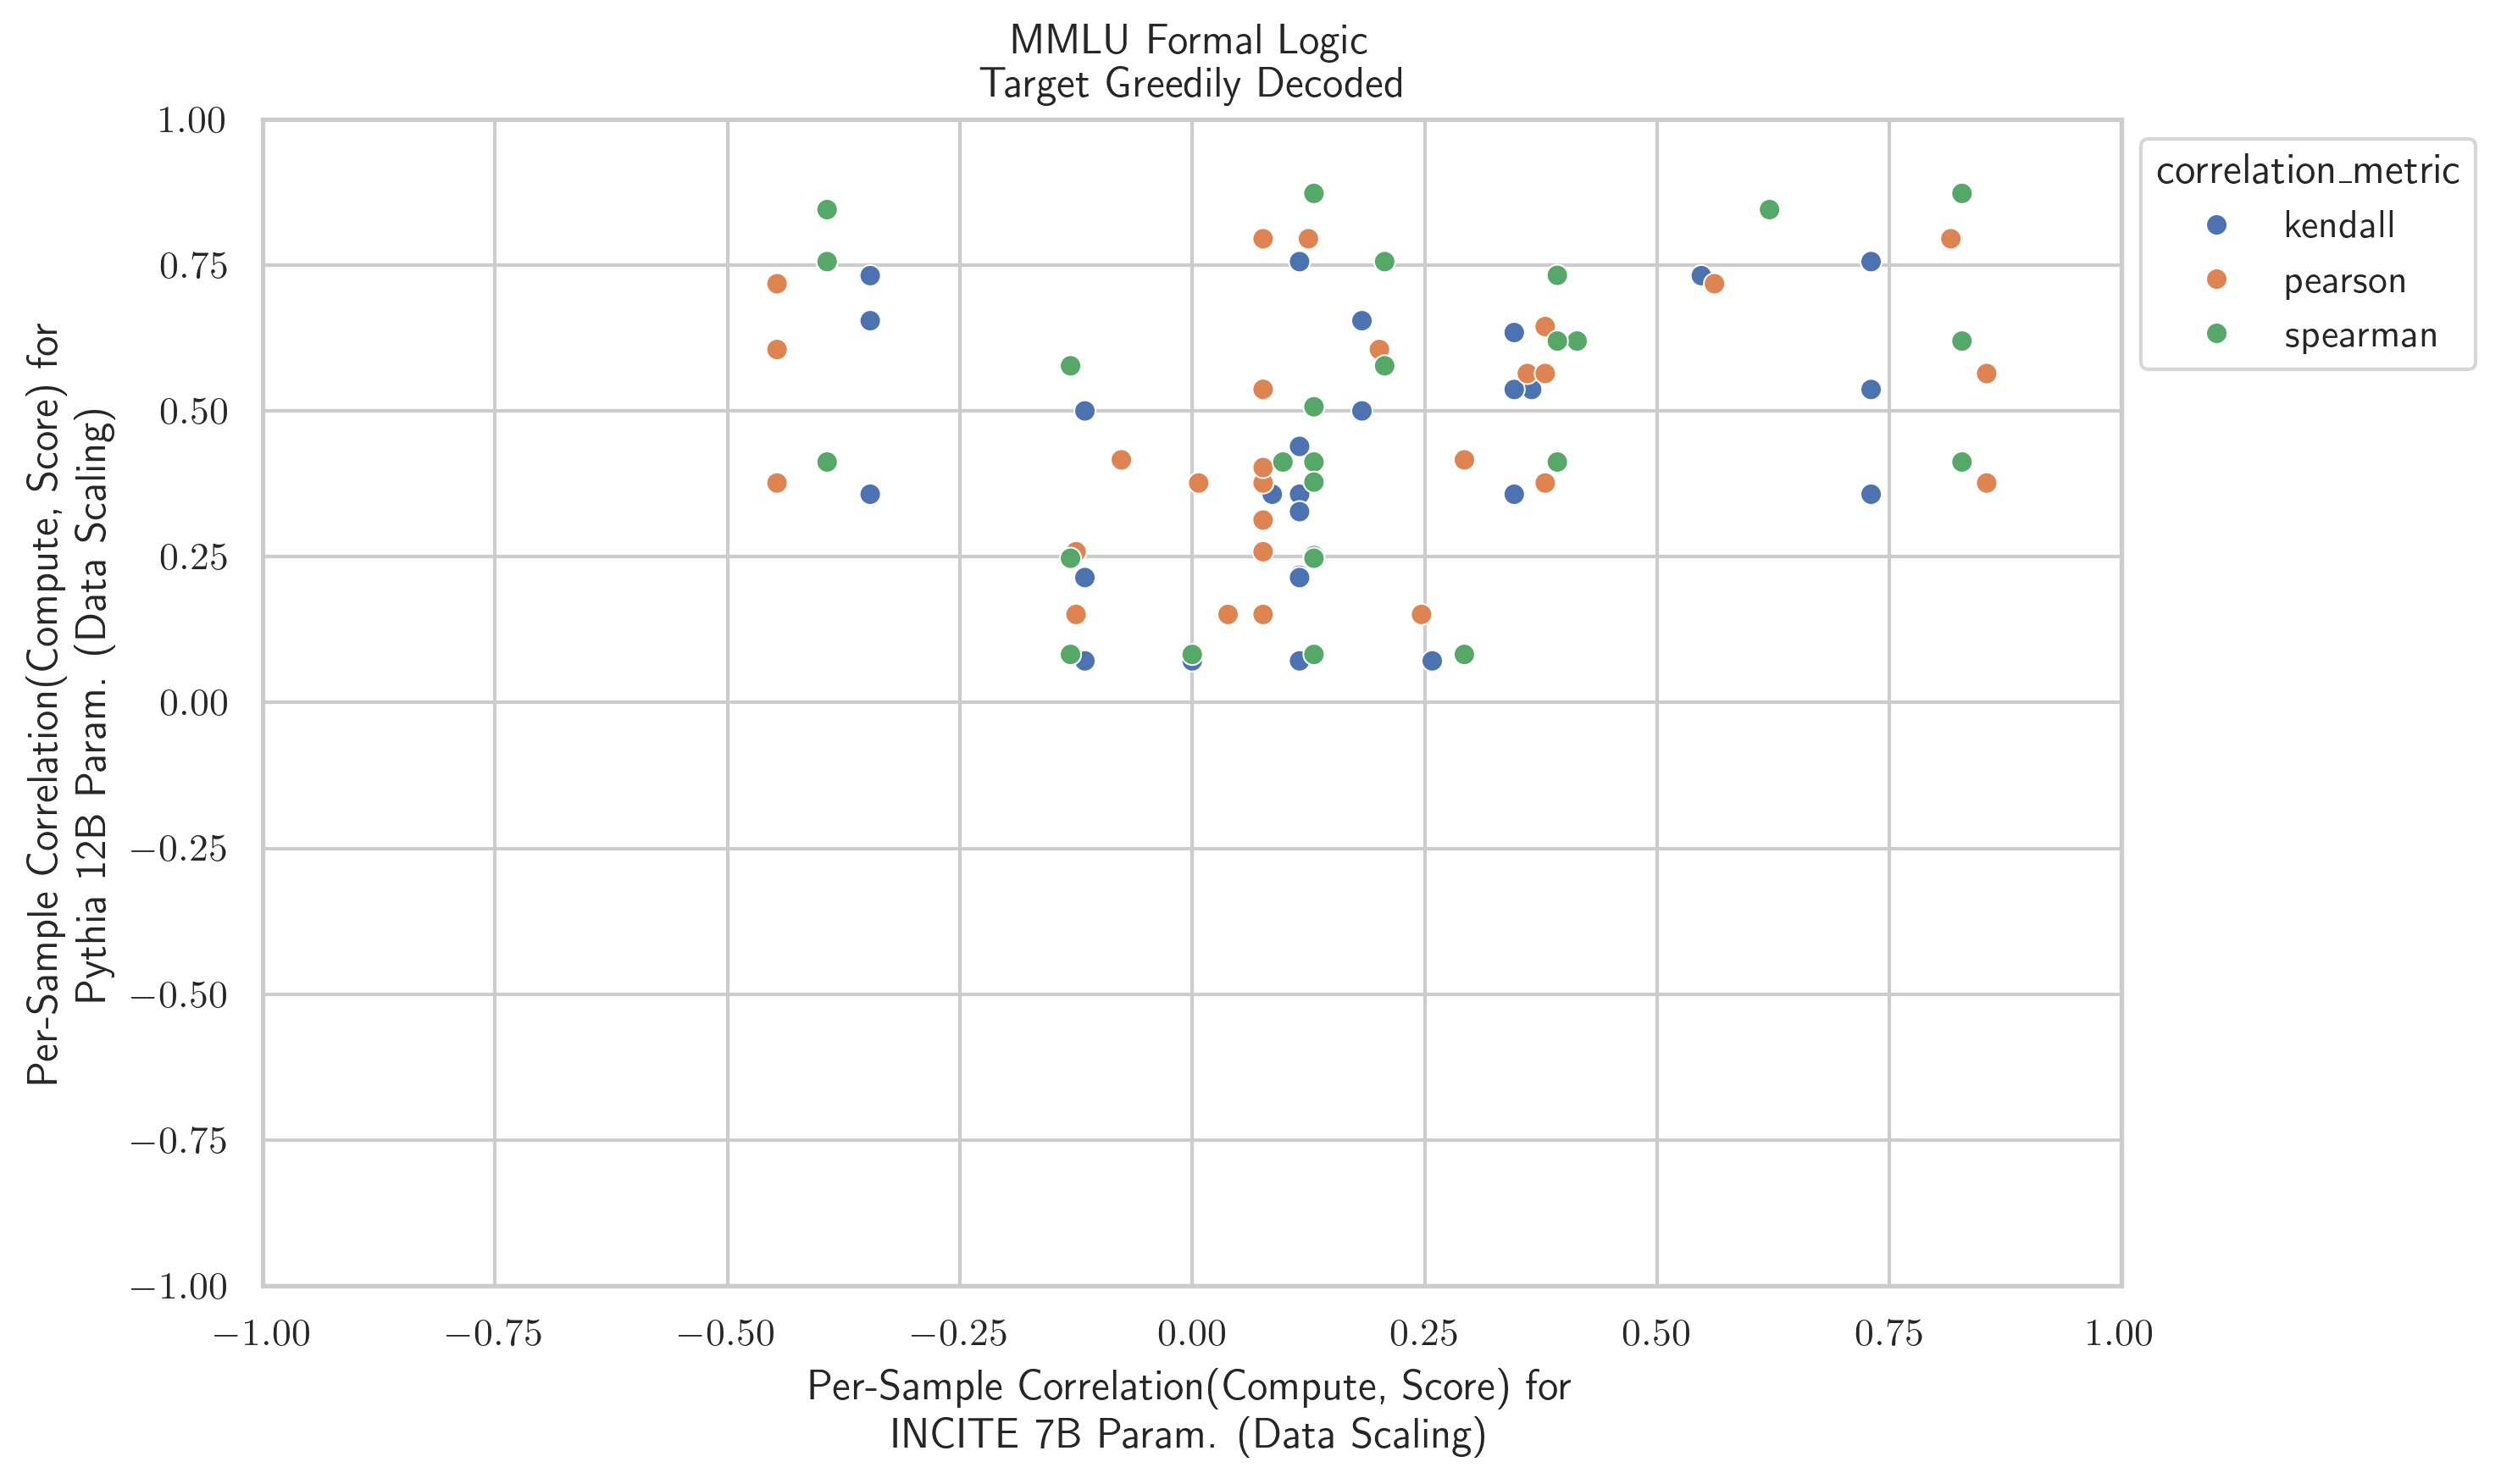 MMLU Formal Logic
Target Greedily Decoded
Per-Sample Correlation(Compute, Score) for
Pythia 12B Param. (Data Scaling)
1.00
0.75
0.50
0.25
0.00
−0.25
−0.50
−0.75
−1.00
−1.00
−0.75
−0.50
−0.25
0.00
0.25
0.50
0.75
1.00
Per-Sample Correlation(Compute, Score) for
INCITE 7B Param. (Data Scaling)
correlation_metric
kendall
pearson
spearman